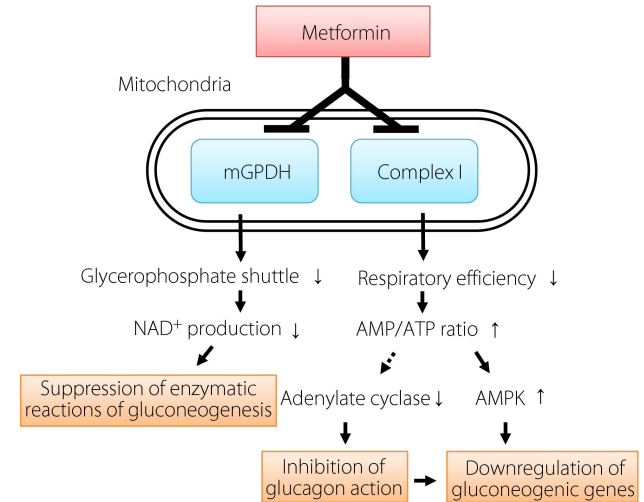 Metformin
Mitochondria
mGPDH
Complex I
Glycerophosphate shuttle ↓
Respiratory efficiency ↓
NAD⁺ production ↓
AMP/ATP ratio ↑
Suppression of enzymatic
reactions of gluconeogenesis
Adenylate cyclase ↓
AMPK ↑
Inhibition of
glucagon action
Downregulation of
gluconeogenic genes